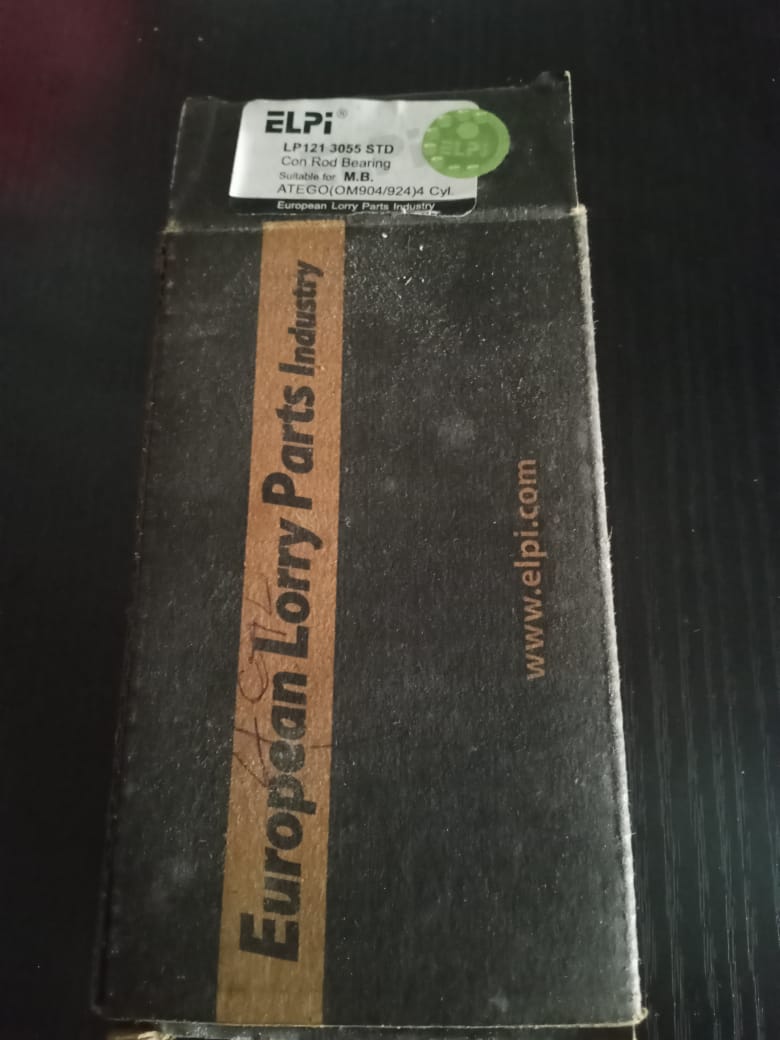 ELPi®
LP121 3055 STD
Con Rod Bearing
Suitable for M.B.
ATEGO(OM904/924)4 Cyl.
European Lorry Parts Industry
ELPi
European Lorry Parts Industry
www.elpi.com